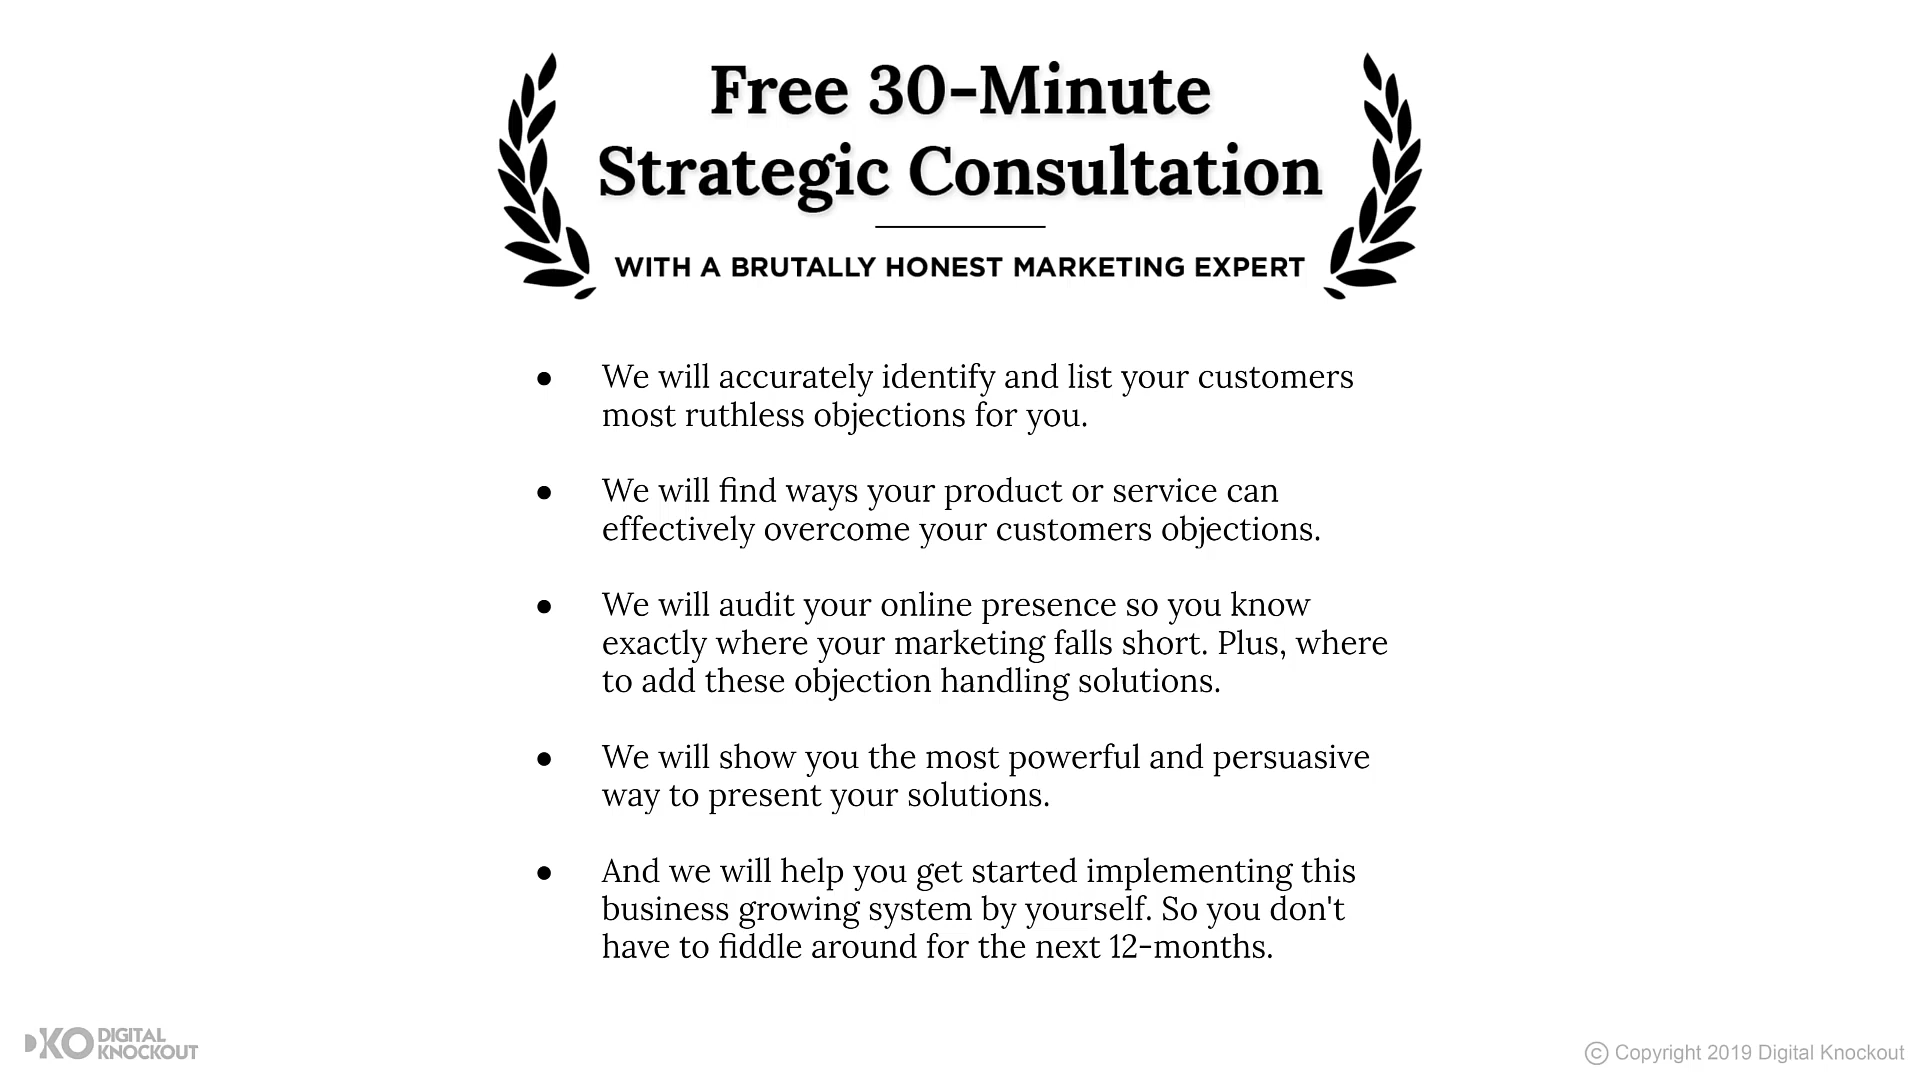 Free 30-Minute
Strategic Consultation
WITH A BRUTALLY HONEST MARKETING EXPERT
● We will accurately identify and list your customers
most ruthless objections for you.
● We will find ways your product or service can
effectively overcome your customers objections.
● We will audit your online presence so you know
exactly where your marketing falls short. Plus, where
to add these objection handling solutions.
● We will show you the most powerful and persuasive
way to present your solutions.
● And we will help you get started implementing this
business growing system by yourself. So you don't
have to fiddle around for the next 12-months.
DKO DIGITAL
KNOCKOUT
© Copyright 2019 Digital Knockout